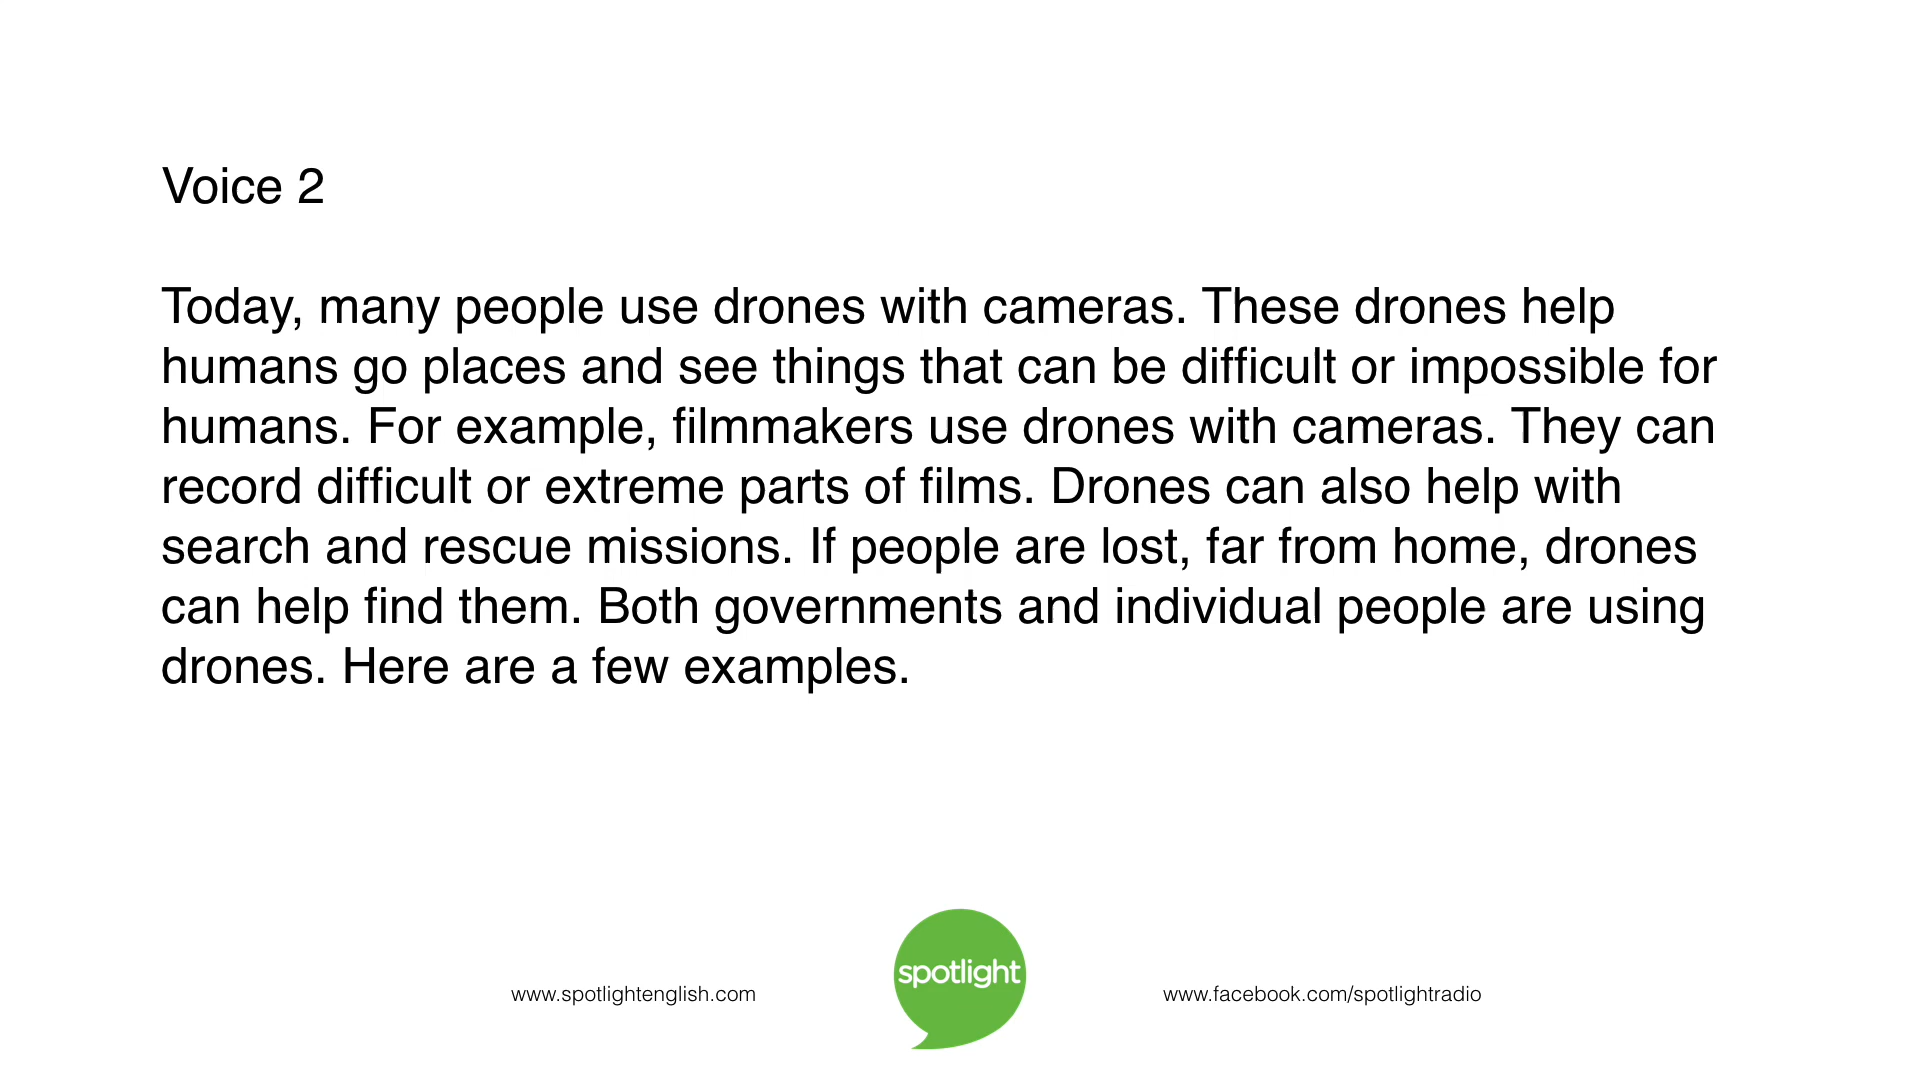 Voice 2
Today, many people use drones with cameras. These drones help
humans go places and see things that can be difficult or impossible for
humans. For example, filmmakers use drones with cameras. They can
record difficult or extreme parts of films. Drones can also help with
search and rescue missions. If people are lost, far from home, drones
can help find them. Both governments and individual people are using
drones. Here are a few examples.
spotlight
www.spotlightenglish.com
www.facebook.com/spotlightradio